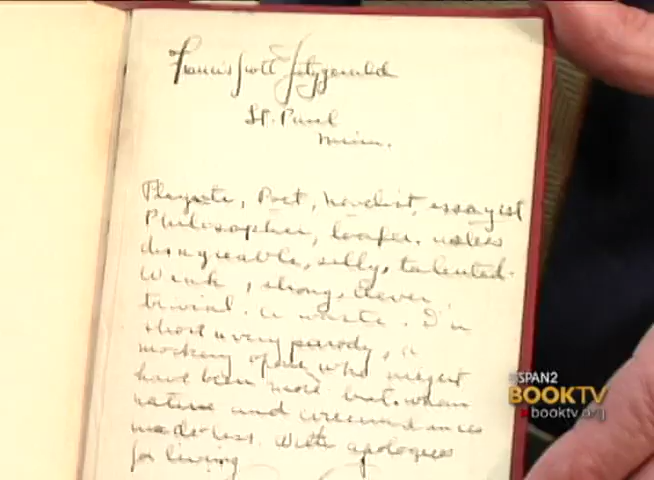 Francis Scott Fitzgerald
St. Paul
Minn.
Playwrite, Poet, Novelist, essayist
Philosopher, loafer, useless
disagreeable, silly, talented
Weak, strong, clever,
trivial, a waste. I'm
short a very parody, a
mockery of one who might
have been more but whom
nature and circumstances
made less. With apologies
for living
SPAN2
BOOKTV
booktv.org